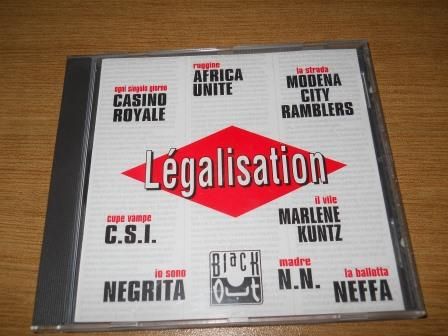 ogni singolo giorno
CASINO
ROYALE
ruggine
AFRICA
UNITE
la strada
MODENA
CITY
RAMBLERS
Légalisation
cupe vampe
C.S.I.
il vile
MARLENE
KUNTZ
io sono
NEGRITA
Black
Out
madre
N.N.
la ballotta
NEFFA